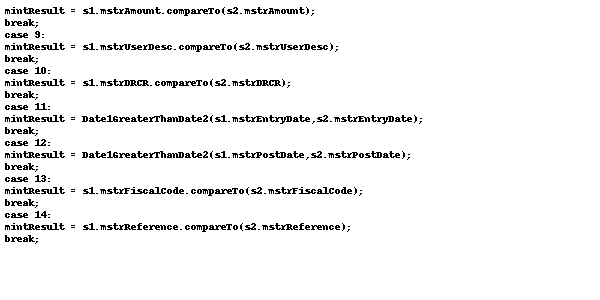 mintResult = s1.mstrAmount.compareTo(s2.mstrAmount);
break;
case 9:
mintResult = s1.mstrUserDesc.compareTo(s2.mstrUserDesc);
break;
case 10:
mintResult = s1.mstrDRCR.compareTo(s2.mstrDRCR);
break;
case 11:
mintResult = Date1GreaterThanDate2(s1.mstrEntryDate,s2.mstrEntryDate);
break;
case 12:
mintResult = Date1GreaterThanDate2(s1.mstrPostDate,s2.mstrPostDate);
break;
case 13:
mintResult = s1.mstrFiscalCode.compareTo(s2.mstrFiscalCode);
break;
case 14:
mintResult = s1.mstrReference.compareTo(s2.mstrReference);
break;